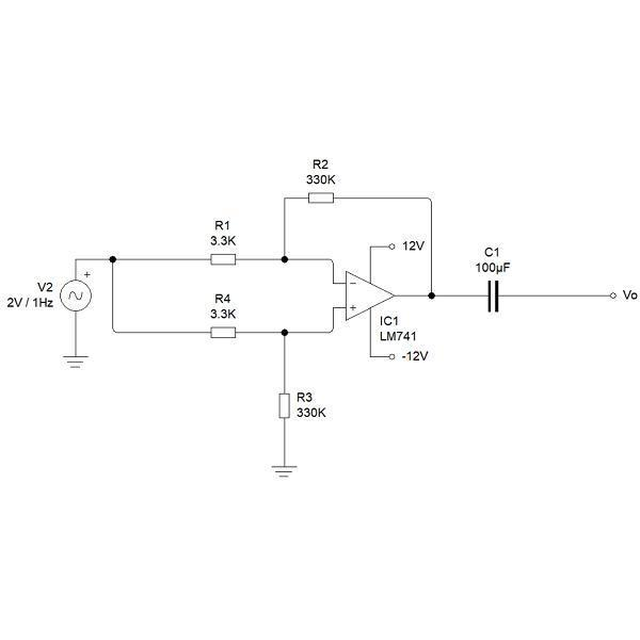 R2
330K
R1
3.3K
12V
C1
100µF
+
V2
2V / 1Hz
R4
3.3K
−
+
Vo
IC1
LM741
-12V
R3
330K